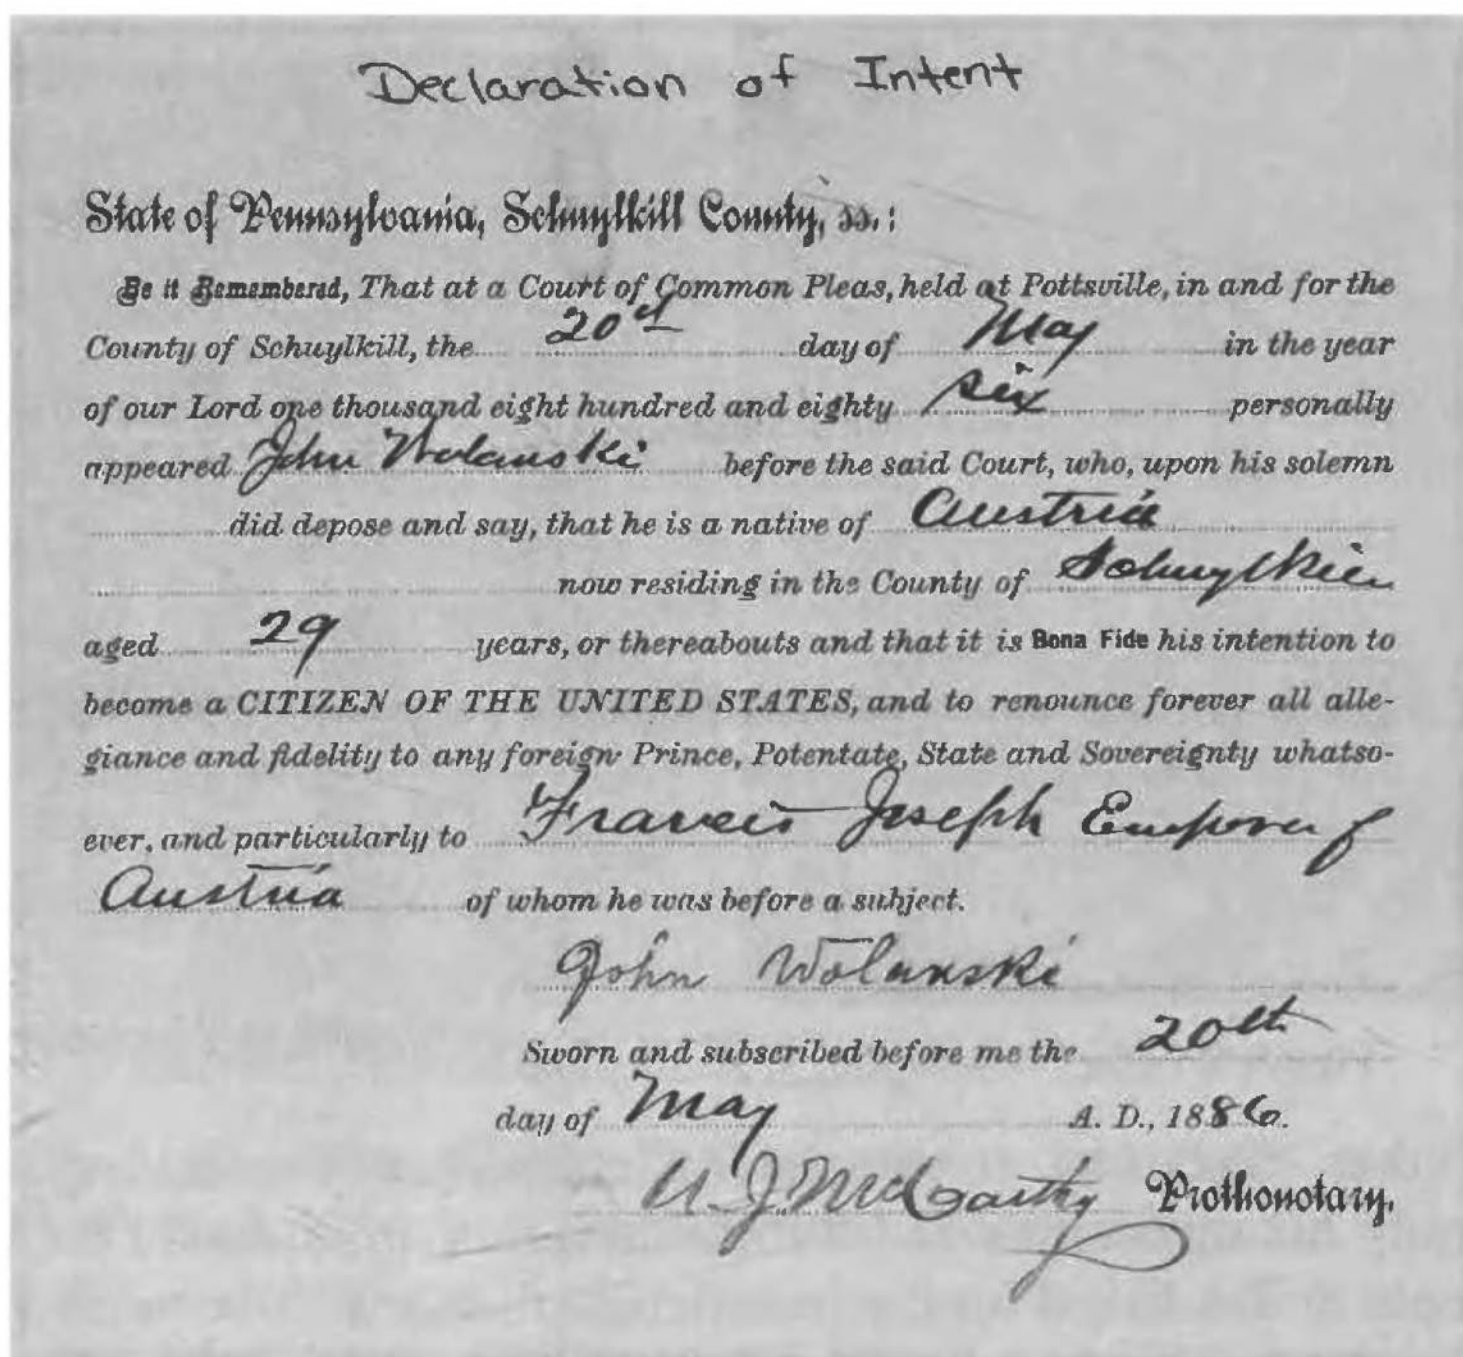 Declaration of Intent
State of Pennsylvania, Schuylkill County, ss.:
Be it Remembered, That at a Court of Common Pleas, held at Pottsville, in and for the
County of Schuylkill, the 20th day of May in the year
of our Lord one thousand eight hundred and eighty six personally
appeared John Wolanski before the said Court, who, upon his solemn
did depose and say, that he is a native of Austria
now residing in the County of Schuylkill
aged 29 years, or thereabouts and that it is Bona Fide his intention to
become a CITIZEN OF THE UNITED STATES, and to renounce forever all alle-
giance and fidelity to any foreign Prince, Potentate, State and Sovereignty whatso-
ever, and particularly to Francis Joseph Emperor of
Austria of whom he was before a subject.
John Wolanski
Sworn and subscribed before me the 20th
day of May A. D., 1886.
J. McCarthy Prothonotary.